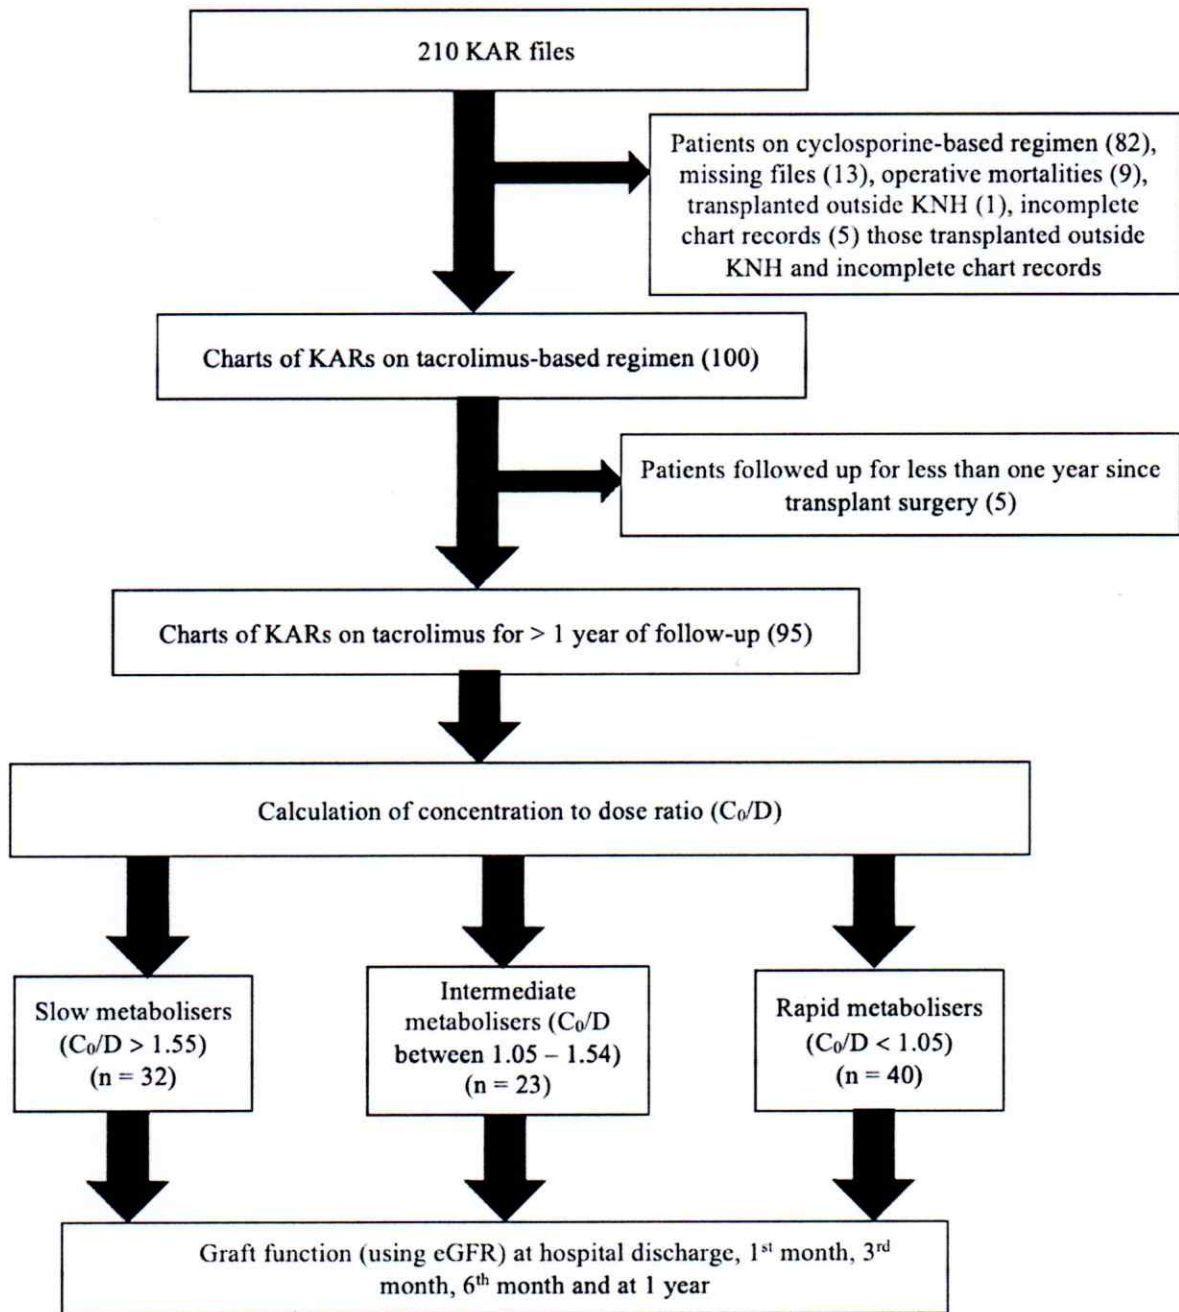 210 KAR files
Patients on cyclosporine-based regimen (82),
missing files (13), operative mortalities (9),
transplanted outside KNH (1), incomplete
chart records (5) those transplanted outside
KNH and incomplete chart records
Charts of KARs on tacrolimus-based regimen (100)
Patients followed up for less than one year since
transplant surgery (5)
Charts of KARs on tacrolimus for > 1 year of follow-up (95)
Calculation of concentration to dose ratio (C₀/D)
Slow metabolisers
(C₀/D > 1.55)
(n = 32)
Intermediate
metabolisers (C₀/D
between 1.05 – 1.54)
(n = 23)
Rapid metabolisers
(C₀/D < 1.05)
(n = 40)
Graft function (using eGFR) at hospital discharge, 1st month, 3rd
month, 6th month and at 1 year